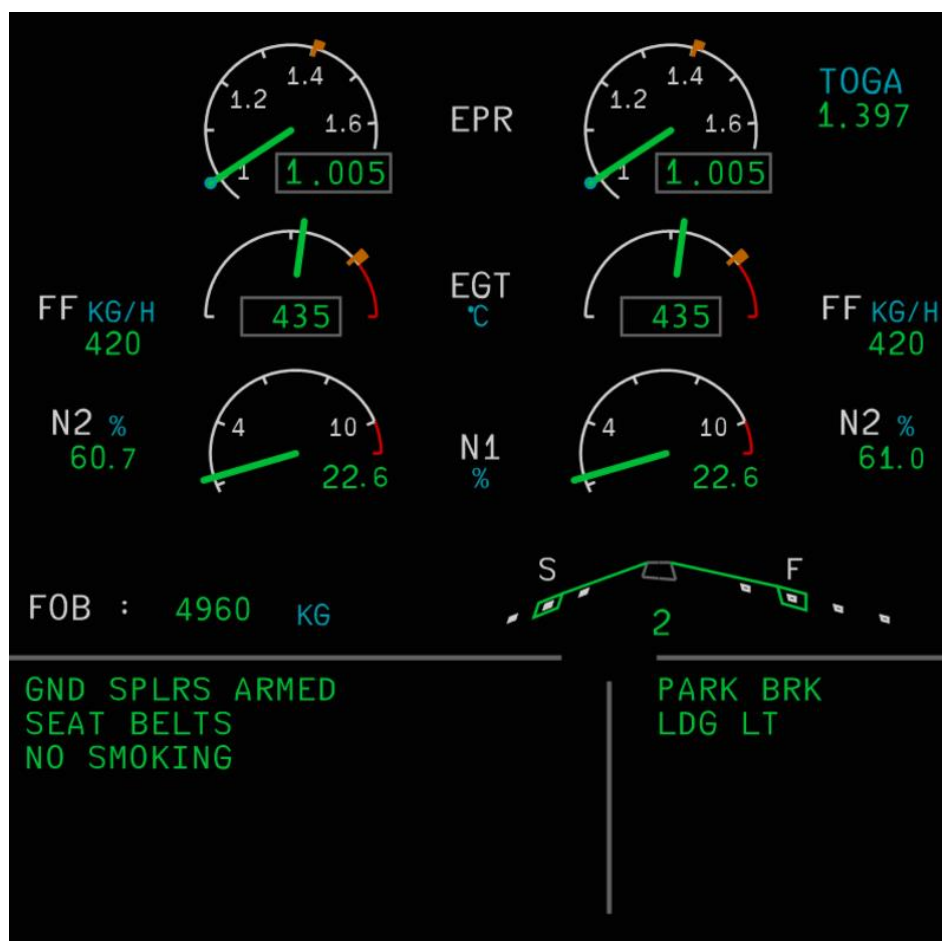 1.4 1.4 TOGA
1.2 1.2
1.6 EPR 1.6 1.397
1 1.005 1 1.005
EGT
FF KG/H 435 °C 435 FF KG/H
420 420
N2 % 4 10 4 10 N2 %
60.7 N1 61.0
22.6 % 22.6
S F
FOB : 4960 KG 2
GND SPLRS ARMED PARK BRK
SEAT BELTS LDG LT
NO SMOKING